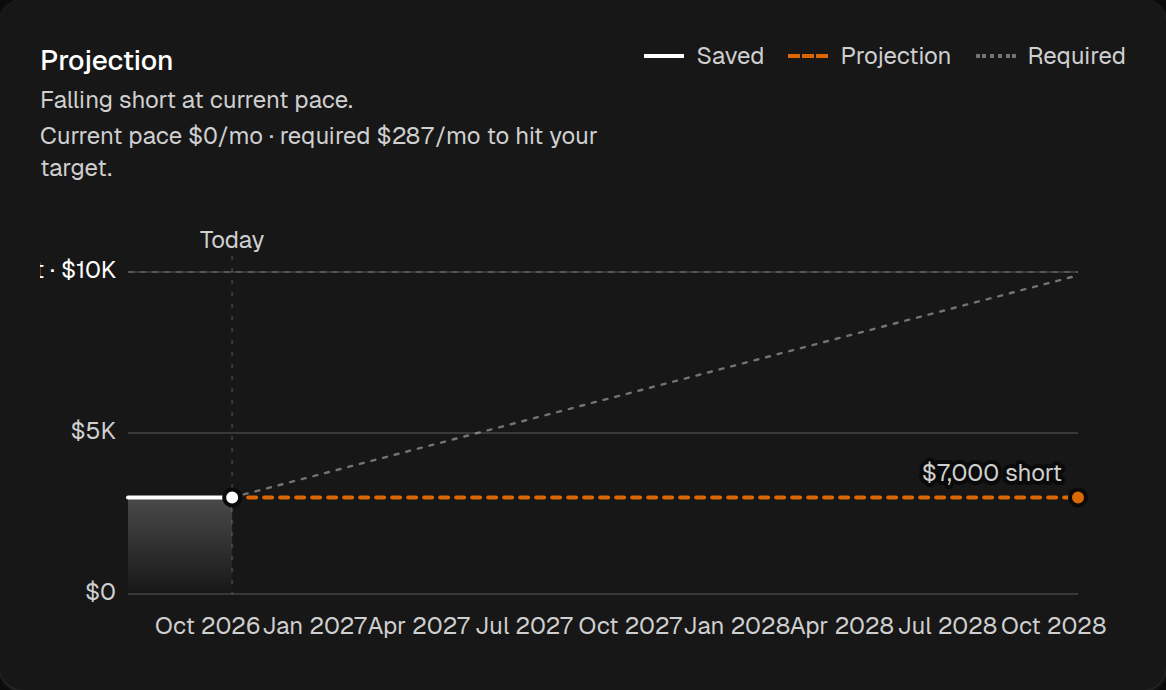 Projection
Saved
Projection
Required
Falling short at current pace.
Current pace $0/mo · required $287/mo to hit your
target.
Today
t · $10K
$5K
$7,000 short
$0
Oct 2026 Jan 2027 Apr 2027 Jul 2027 Oct 2027 Jan 2028 Apr 2028 Jul 2028 Oct 2028